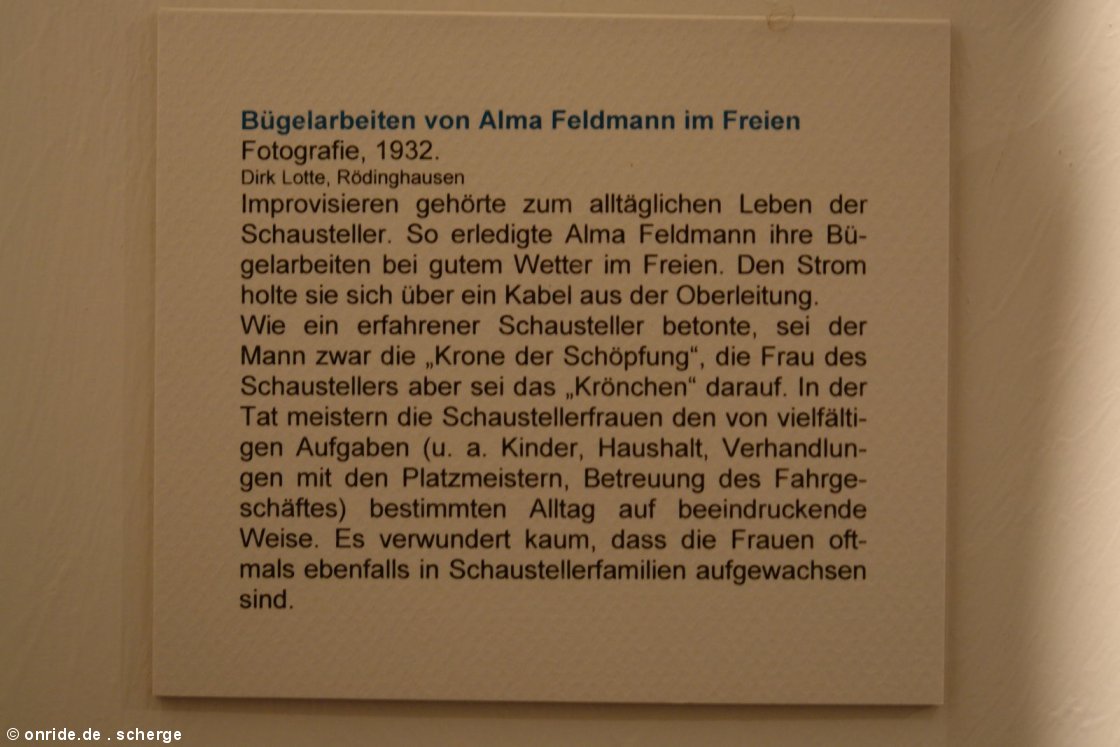 Bügelarbeiten von Alma Feldmann im Freien
Fotografie, 1932.
Dirk Lotte, Rödinghausen
Improvisieren gehörte zum alltäglichen Leben der
Schausteller. So erledigte Alma Feldmann ihre Bü-
gelarbeiten bei gutem Wetter im Freien. Den Strom
holte sie sich über ein Kabel aus der Oberleitung.
Wie ein erfahrener Schausteller betonte, sei der
Mann zwar die „Krone der Schöpfung“, die Frau des
Schaustellers aber sei das „Krönchen“ darauf. In der
Tat meistern die Schaustellerfrauen den von vielfälti-
gen Aufgaben (u. a. Kinder, Haushalt, Verhandlun-
gen mit den Platzmeistern, Betreuung des Fahrge-
schäftes) bestimmten Alltag auf beeindruckende
Weise. Es verwundert kaum, dass die Frauen oft-
mals ebenfalls in Schaustellerfamilien aufgewachsen
sind.
© onride.de . scherge